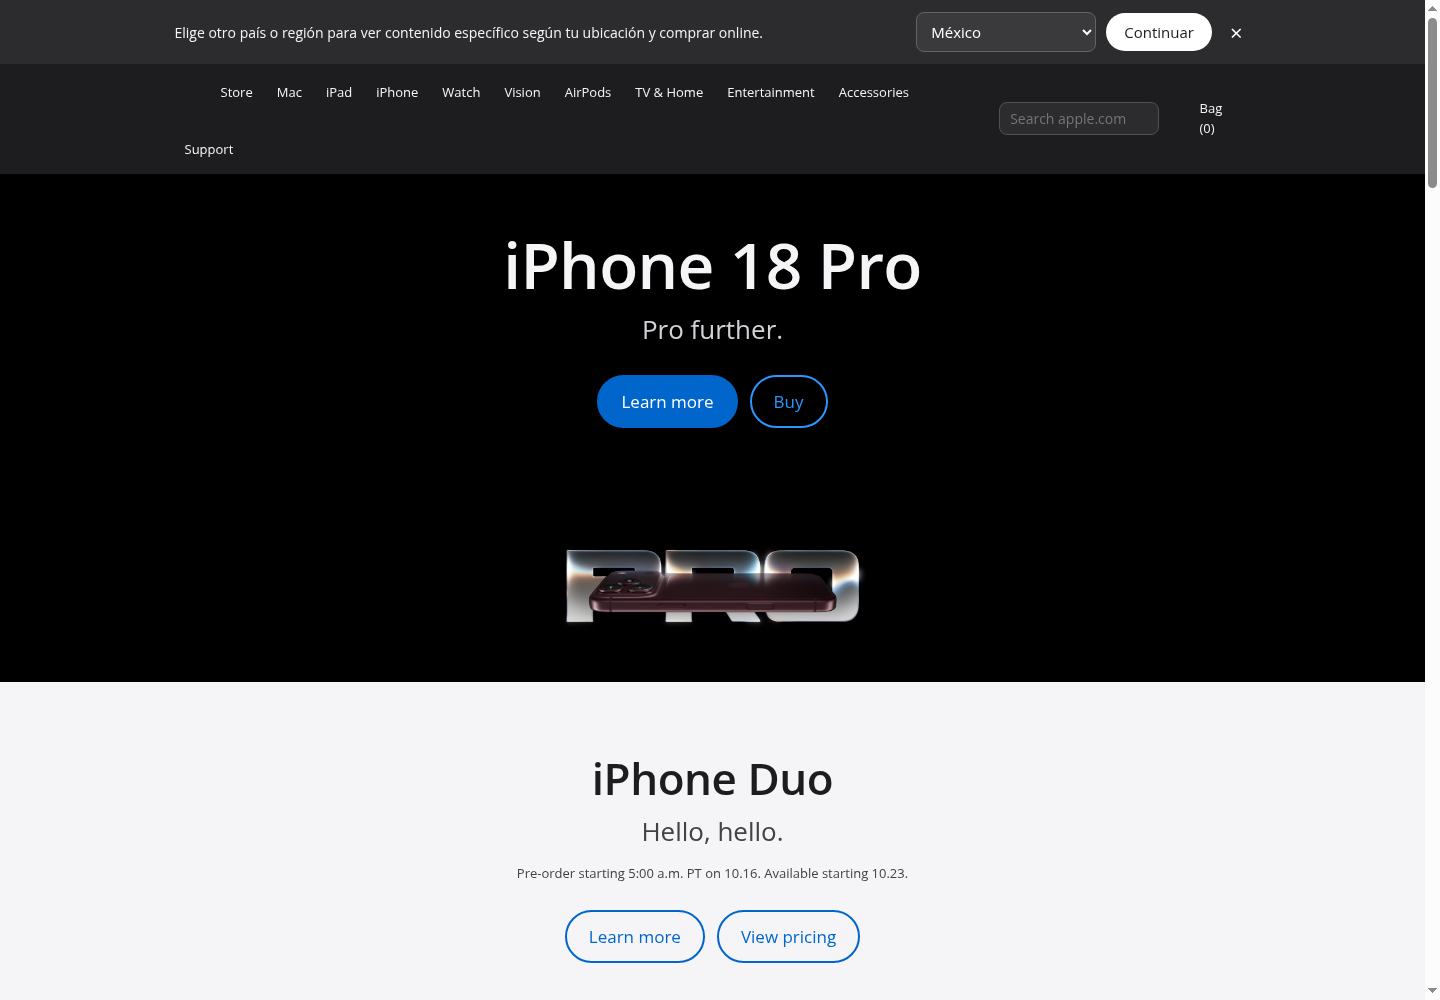 Elige otro país o región para ver contenido específico según tu ubicación y comprar online.
México
Continuar
×
Store Mac iPad iPhone Watch Vision AirPods TV & Home Entertainment Accessories
Support
Search apple.com
Bag
(0)
iPhone 18 Pro
Pro further.
Learn more
Buy
PRO
iPhone Duo
Hello, hello.
Pre-order starting 5:00 a.m. PT on 10.16. Available starting 10.23.
Learn more
View pricing